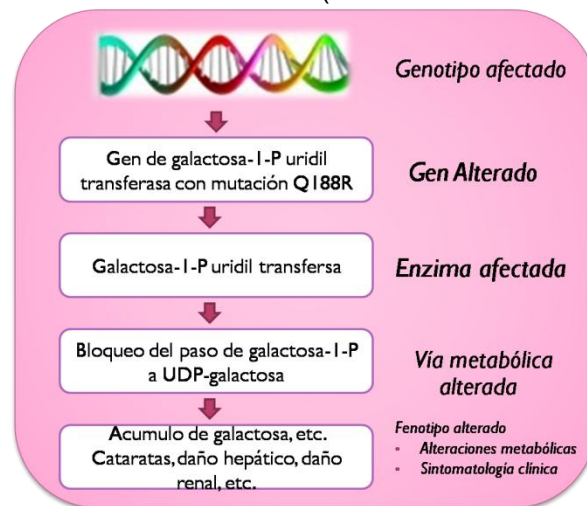 Genotipo afectado
Gen de galactosa-1-P uridil
transferasa con mutación Q188R
Gen Alterado
Galactosa-1-P uridil transfersa
Enzima afectada
Bloqueo del paso de galactosa-1-P
a UDP-galactosa
Vía metabólica
alterada
Acumulo de galactosa, etc.
Cataratas, daño hepático, daño
renal, etc.
Fenotipo alterado
• Alteraciones metabólicas
• Sintomatología clínica